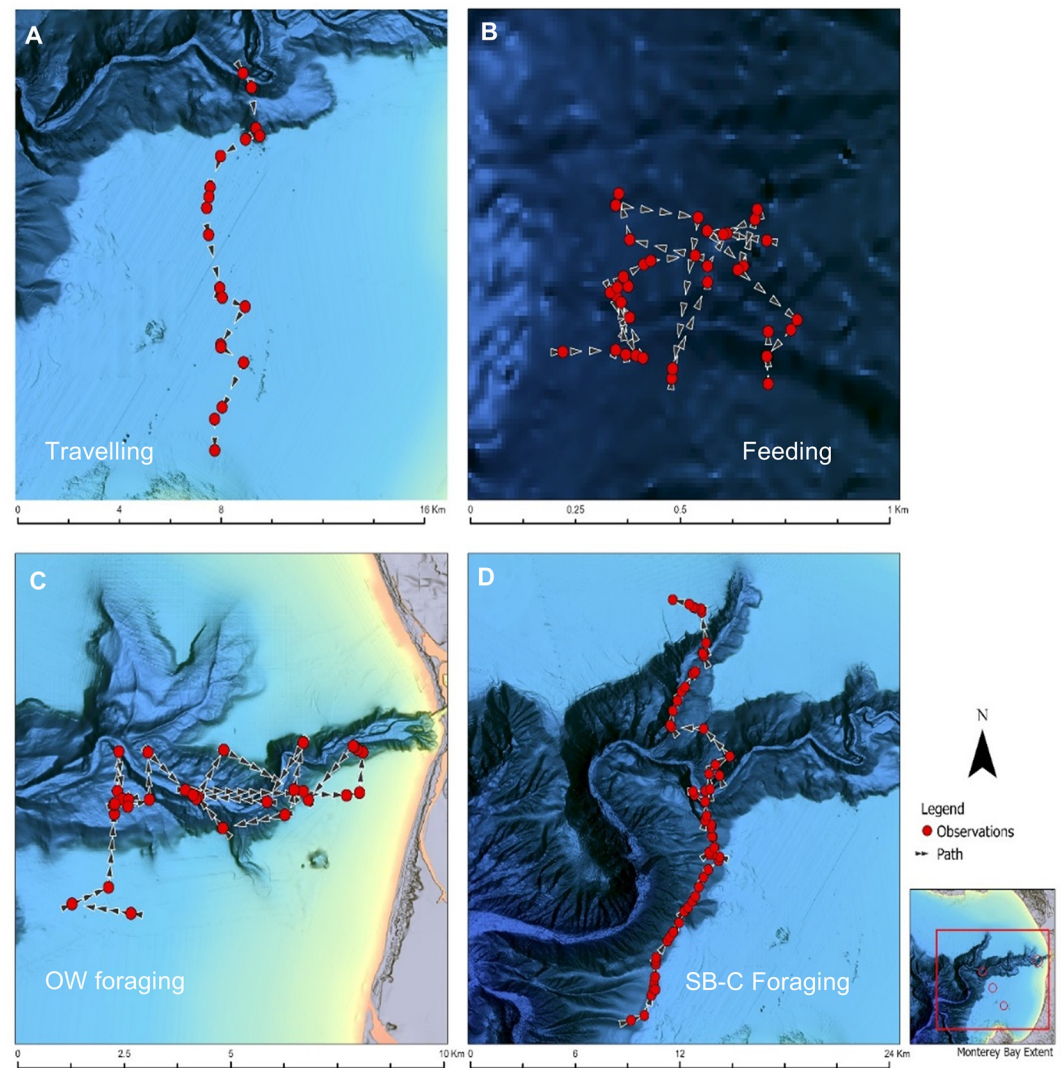 A
Travelling
0 4 8 16 Km
B
Feeding
0 0.25 0.5 1 Km
C
OW foraging
0 2.5 5 10 Km
D
SB-C Foraging
0 6 12 24 Km
N
Legend
Observations
Path
Monterey Bay Extent